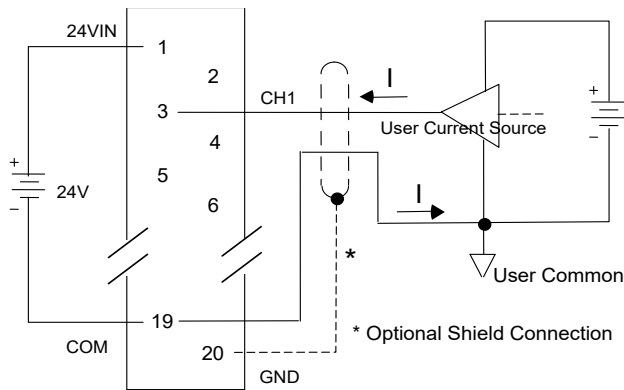 24VIN
1
2
CH1
I
3
+
-
User Current Source
4
+
-
24V
5
6
I
*
User Common
19
* Optional Shield Connection
COM
20
GND